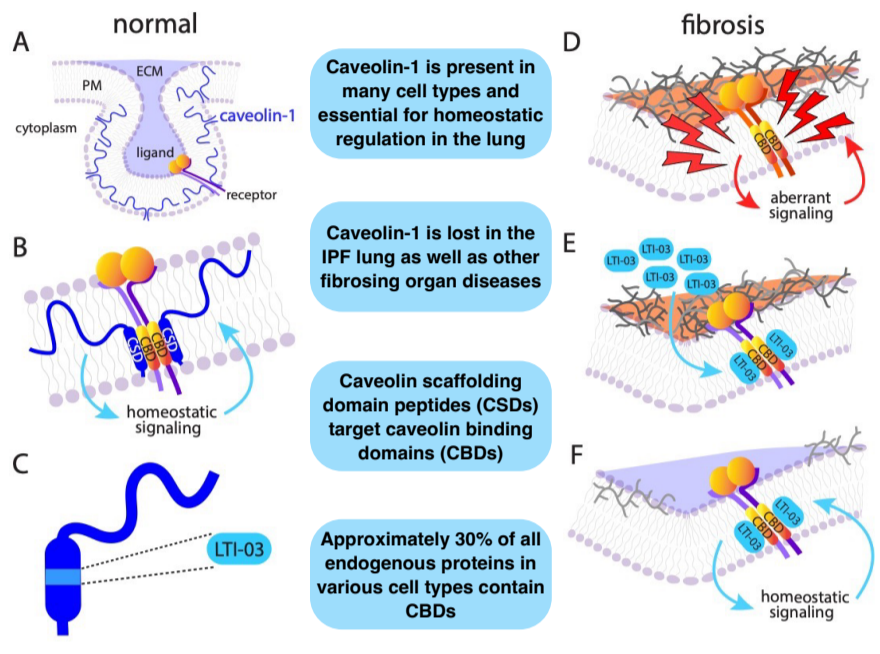 normal
fibrosis
A
ECM
PM
caveolin-1
cytoplasm
ligand
receptor
B
CSD
CBD
CBD
CSD
homeostatic
signaling
C
LTI-03
Caveolin-1 is present in
many cell types and
essential for homeostatic
regulation in the lung
Caveolin-1 is lost in the
IPF lung as well as other
fibrosing organ diseases
Caveolin scaffolding
domain peptides (CSDs)
target caveolin binding
domains (CBDs)
Approximately 30% of all
endogenous proteins in
various cell types contain
CBDs
D
CBD
CBD
aberrant
signaling
E
LTI-03
LTI-03
LTI-03
LTI-03
LTI-03
LTI-03
CBD
CBD
LTI-03
F
LTI-03
CBD
CBD
LTI-03
homeostatic
signaling